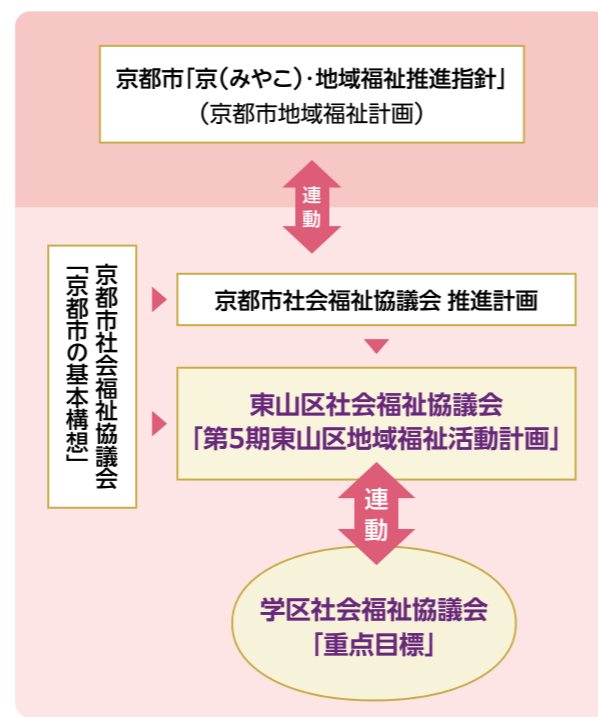 京都市「京(みやこ)・地域福祉推進指針」
(京都市地域福祉計画)
連動
京都市社会福祉協議会
「京都市の基本構想」
京都市社会福祉協議会 推進計画
東山区社会福祉協議会
「第5期東山区地域福祉活動計画」
連動
学区社会福祉協議会
「重点目標」